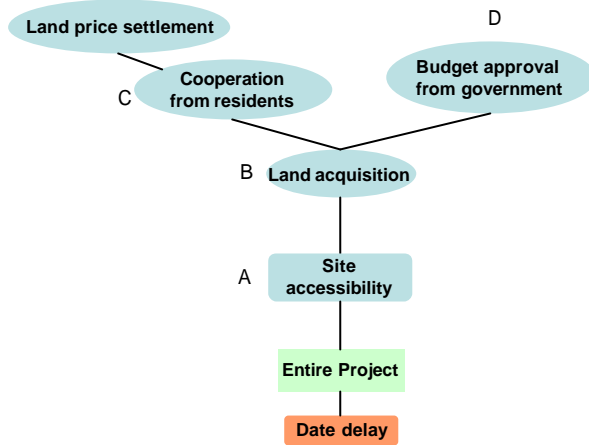 D
Land price settlement
Cooperation
from residents
Budget approval
from government
C
B
Land acquisition
A
Site
accessibility
Entire Project
Date delay